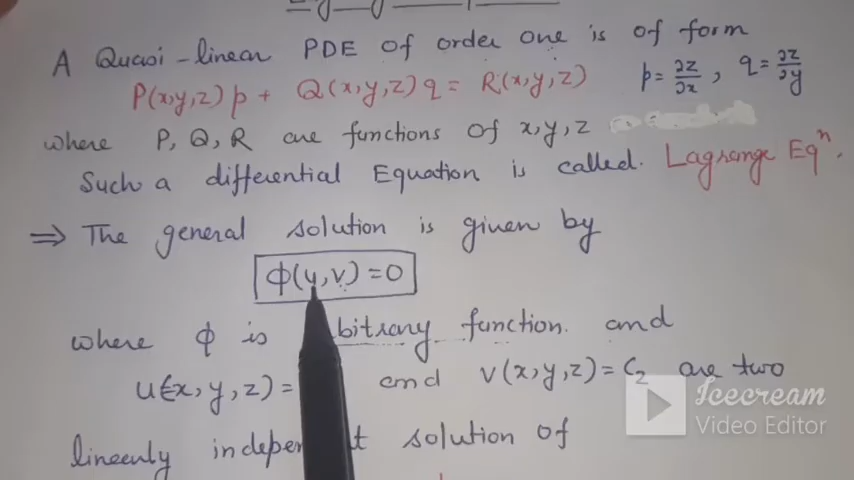 A Quasi-linear PDE of order one is of form
P(x,y,z) p + Q(x,y,z) q = R(x,y,z) p = ∂z/∂x , q = ∂z/∂y
where P, Q, R are functions of x,y,z
Such a differential Equation is called. Lagrange Eqⁿ.
⇒ The general solution is given by
ϕ(u,v) = 0
where ϕ is bitrary function. and
u(x,y,z) = and v(x,y,z) = C₂ are two
linearly indepen t solution of
Icecream
Video Editor